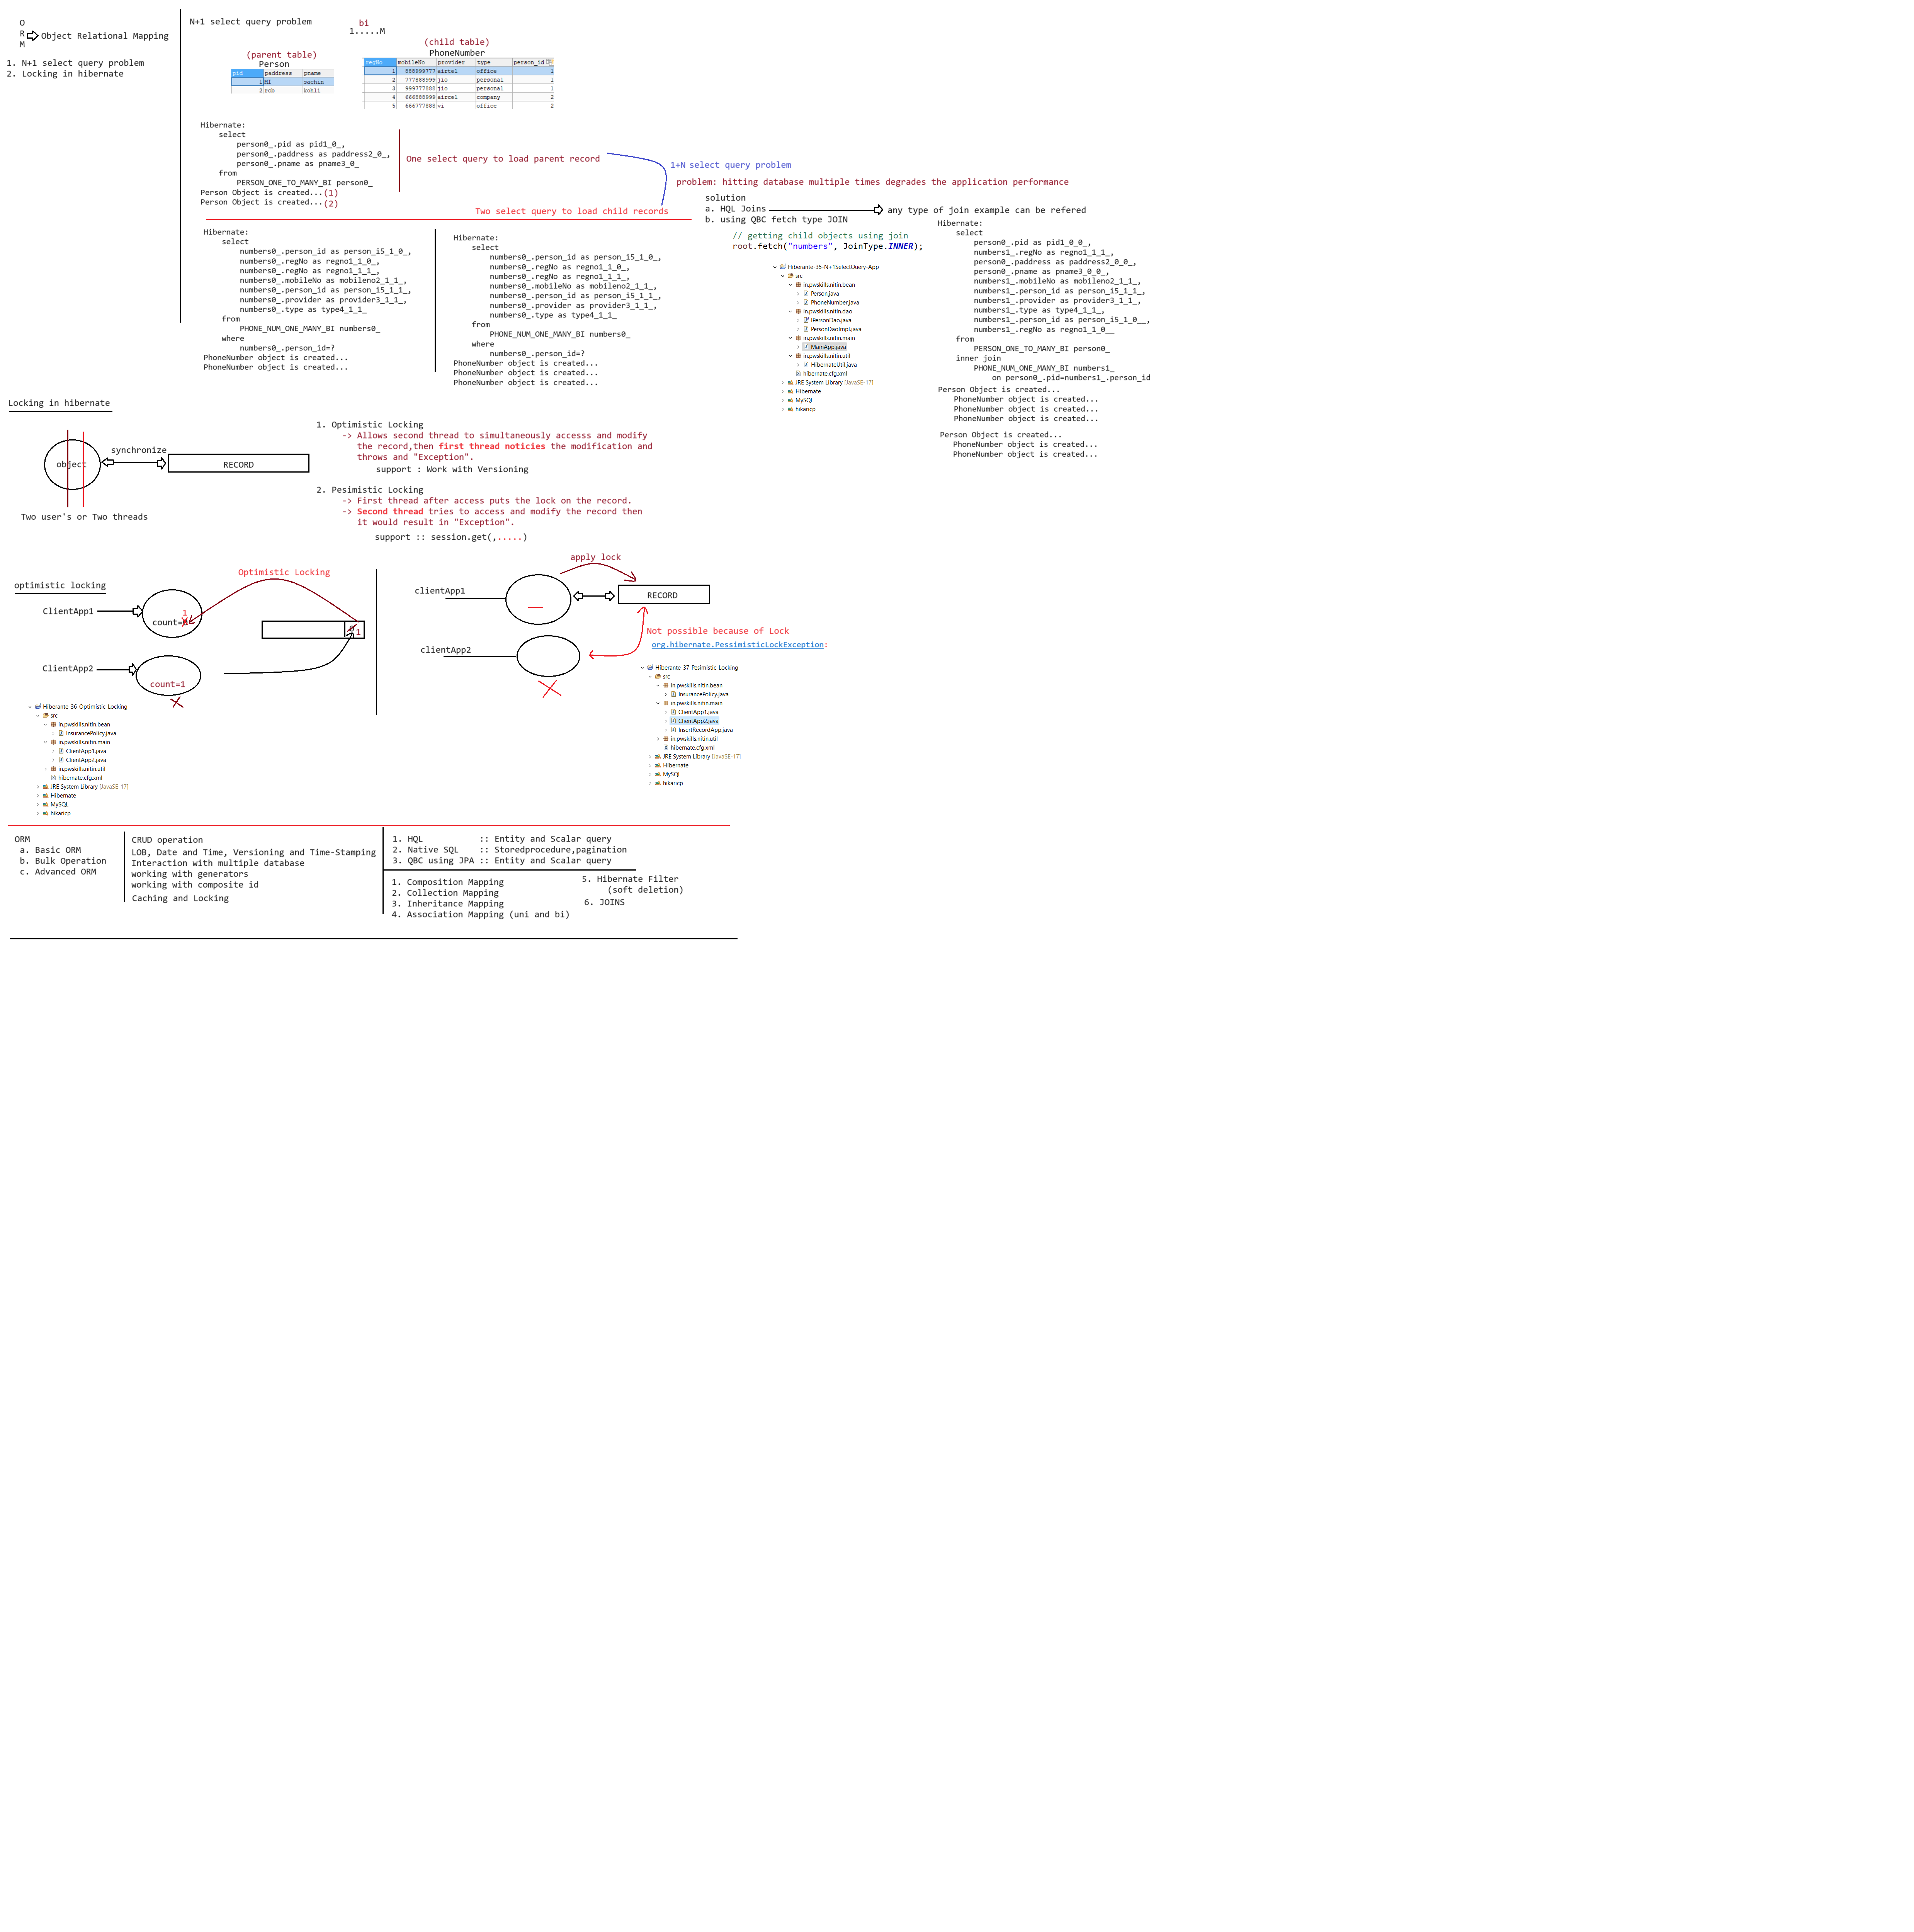 O
R
M
Object Relational Mapping
1. N+1 select query problem
2. Locking in hibernate
N+1 select query problem
bi
1.....M
(parent table)
Person
pid paddress pname
1 MI sachin
2 rcb kohli
(child table)
PhoneNumber
regNo mobileNo provider type person_id
1 888999777 airtel office 1
2 777888999 jio personal 1
3 999777888 jio personal 1
4 666888999 aircel company 2
5 666777888 vi office 2
Hibernate:
select
person0_.pid as pid1_0_,
person0_.paddress as paddress2_0_,
person0_.pname as pname3_0_
from
PERSON_ONE_TO_MANY_BI person0_
Person Object is created...(1)
Person Object is created...(2)
One select query to load parent record
1+N select query problem
problem: hitting database multiple times degrades the application performance
Two select query to load child records
solution
a. HQL Joins
any type of join example can be refered
b. using QBC fetch type JOIN
// getting child objects using join
root.fetch("numbers", JoinType.INNER);
Hibernate:
select
numbers0_.person_id as person_i5_1_0_,
numbers0_.regNo as regno1_1_0_,
numbers0_.regNo as regno1_1_1_,
numbers0_.mobileNo as mobileno2_1_1_,
numbers0_.person_id as person_i5_1_1_,
numbers0_.provider as provider3_1_1_,
numbers0_.type as type4_1_1_
from
PHONE_NUM_ONE_MANY_BI numbers0_
where
numbers0_.person_id=?
PhoneNumber object is created...
PhoneNumber object is created...
Hibernate:
select
numbers0_.person_id as person_i5_1_0_,
numbers0_.regNo as regno1_1_0_,
numbers0_.regNo as regno1_1_1_,
numbers0_.mobileNo as mobileno2_1_1_,
numbers0_.person_id as person_i5_1_1_,
numbers0_.provider as provider3_1_1_,
numbers0_.type as type4_1_1_
from
PHONE_NUM_ONE_MANY_BI numbers0_
where
numbers0_.person_id=?
PhoneNumber object is created...
PhoneNumber object is created...
PhoneNumber object is created...
Hiberante-35-N+1SelectQuery-App
src
in.pwskills.nitin.bean
Person.java
PhoneNumber.java
in.pwskills.nitin.dao
IPersonDao.java
PersonDaoImpl.java
in.pwskills.nitin.main
MainApp.java
in.pwskills.nitin.util
HibernateUtil.java
hibernate.cfg.xml
JRE System Library [JavaSE-17]
Hibernate
MySQL
hikaricp
Hibernate:
select
person0_.pid as pid1_0_0_,
numbers1_.regNo as regno1_1_1_,
person0_.paddress as paddress2_0_0_,
person0_.pname as pname3_0_0_,
numbers1_.mobileNo as mobileno2_1_1_,
numbers1_.person_id as person_i5_1_1_,
numbers1_.provider as provider3_1_1_,
numbers1_.type as type4_1_1_,
numbers1_.person_id as person_i5_1_0__,
numbers1_.regNo as regno1_1_0__
from
PERSON_ONE_TO_MANY_BI person0_
inner join
PHONE_NUM_ONE_MANY_BI numbers1_
on person0_.pid=numbers1_.person_id
Person Object is created...
PhoneNumber object is created...
PhoneNumber object is created...
PhoneNumber object is created...
Person Object is created...
PhoneNumber object is created...
PhoneNumber object is created...
Locking in hibernate
object
synchronize
RECORD
Two user's or Two threads
1. Optimistic Locking
-> Allows second thread to simultaneously accesss and modify
the record,then first thread noticies the modification and
throws and "Exception".
support : Work with Versioning
2. Pesimistic Locking
-> First thread after access puts the lock on the record.
-> Second thread tries to access and modify the record then
it would result in "Exception".
support :: session.get(,.....)
optimistic locking
Optimistic Locking
ClientApp1
1
count=0
0 1
ClientApp2
count=1
Hiberante-36-Optimistic-Locking
src
in.pwskills.nitin.bean
InsurancePolicy.java
in.pwskills.nitin.main
ClientApp1.java
ClientApp2.java
in.pwskills.nitin.util
hibernate.cfg.xml
JRE System Library [JavaSE-17]
Hibernate
MySQL
hikaricp
apply lock
clientApp1
RECORD
Not possible because of Lock
org.hibernate.PessimisticLockException:
clientApp2
Hiberante-37-Pesimistic-Locking
src
in.pwskills.nitin.bean
InsurancePolicy.java
in.pwskills.nitin.main
ClientApp1.java
ClientApp2.java
InsertRecordApp.java
in.pwskills.nitin.util
hibernate.cfg.xml
JRE System Library [JavaSE-17]
Hibernate
MySQL
hikaricp
ORM
a. Basic ORM
b. Bulk Operation
c. Advanced ORM
CRUD operation
LOB, Date and Time, Versioning and Time-Stamping
Interaction with multiple database
working with generators
working with composite id
Caching and Locking
1. HQL :: Entity and Scalar query
2. Native SQL :: Storedprocedure,pagination
3. QBC using JPA :: Entity and Scalar query
1. Composition Mapping
2. Collection Mapping
3. Inheritance Mapping
4. Association Mapping (uni and bi)
5. Hibernate Filter
(soft deletion)
6. JOINS